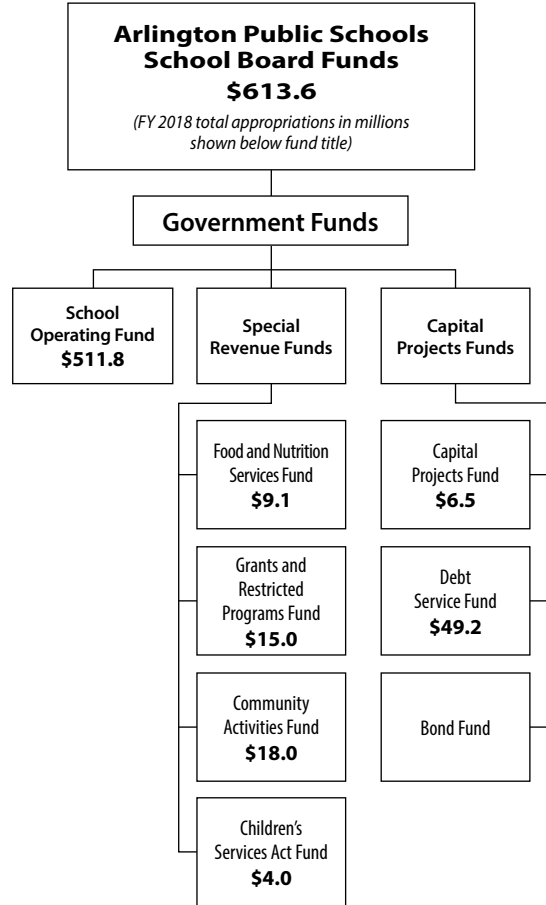 Arlington Public Schools
School Board Funds
$613.6
(FY 2018 total appropriations in millions
shown below fund title)
Government Funds
School
Operating Fund
$511.8
Special
Revenue Funds
Capital
Projects Funds
Food and Nutrition
Services Fund
$9.1
Grants and
Restricted
Programs Fund
$15.0
Community
Activities Fund
$18.0
Children’s
Services Act Fund
$4.0
Capital
Projects Fund
$6.5
Debt
Service Fund
$49.2
Bond Fund